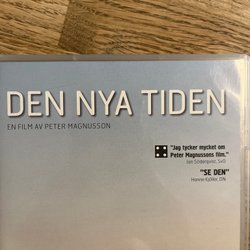 DEN NYA TIDEN
EN FILM AV PETER MAGNUSSON
"Jag tycker mycket om
Peter Magnussons film."
Jan Söderqvist, SvD
"SE DEN"
Hanna Kjöller, DN